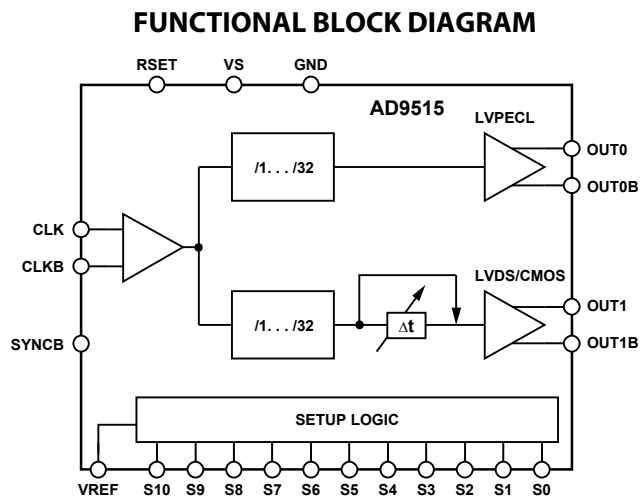 FUNCTIONAL BLOCK DIAGRAM
RSET VS GND
AD9515
LVPECL
/1. . . /32
OUT0
OUT0B
CLK
CLKB
LVDS/CMOS
/1. . . /32
Δt
OUT1
OUT1B
SYNCB
SETUP LOGIC
VREF S10 S9 S8 S7 S6 S5 S4 S3 S2 S1 S0